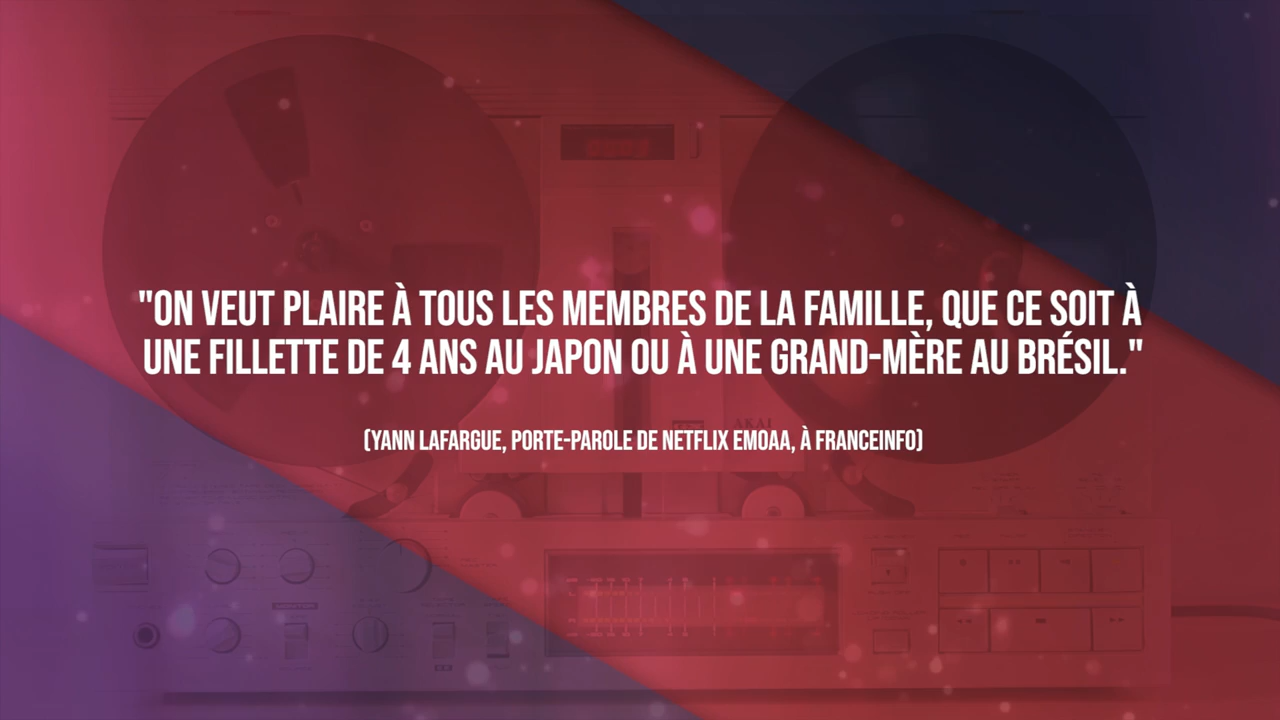 "ON VEUT PLAIRE À TOUS LES MEMBRES DE LA FAMILLE, QUE CE SOIT À
UNE FILLETTE DE 4 ANS AU JAPON OU À UNE GRAND-MÈRE AU BRÉSIL."
(YANN LAFARGUE, PORTE-PAROLE DE NETFLIX EMOAA, À FRANCEINFO)
AKAI